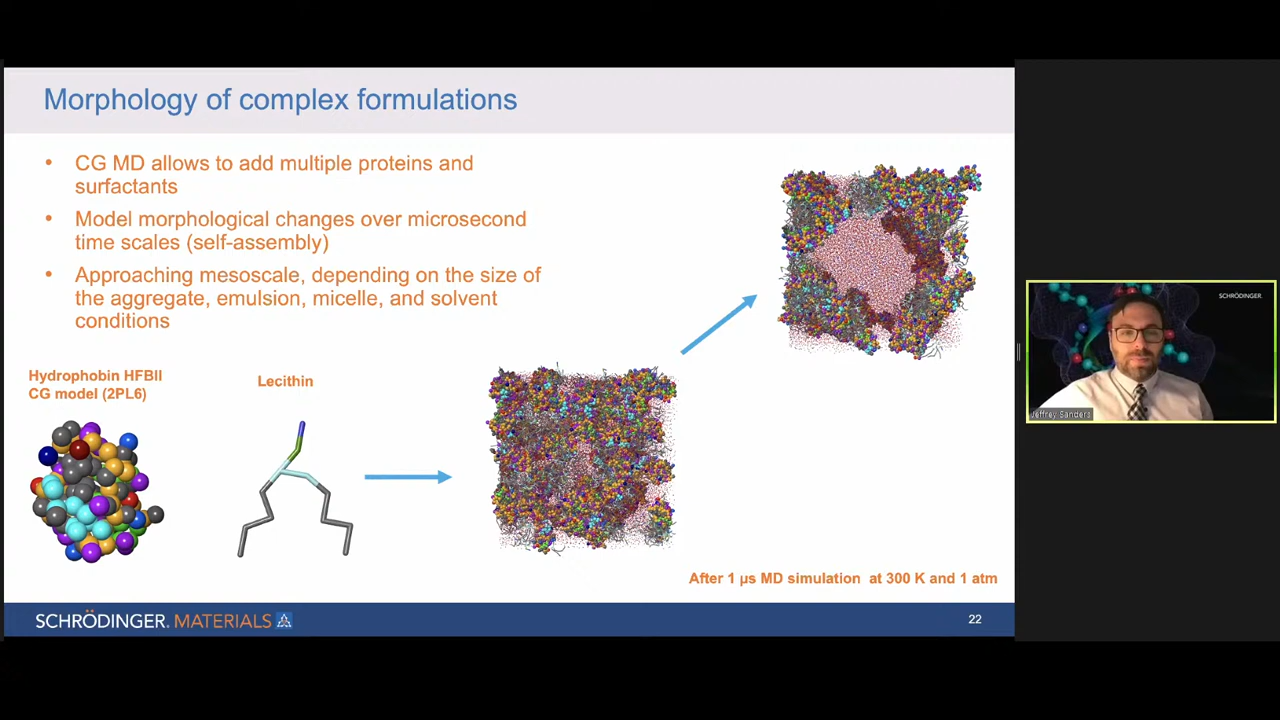 Morphology of complex formulations
• CG MD allows to add multiple proteins and
surfactants
• Model morphological changes over microsecond
time scales (self-assembly)
• Approaching mesoscale, depending on the size of
the aggregate, emulsion, micelle, and solvent
conditions
Hydrophobin HFBII
CG model (2PL6)
Lecithin
After 1 µs MD simulation at 300 K and 1 atm
SCHRÖDINGER. MATERIALS
22
SCHRÖDINGER.
Jeffrey Sanders